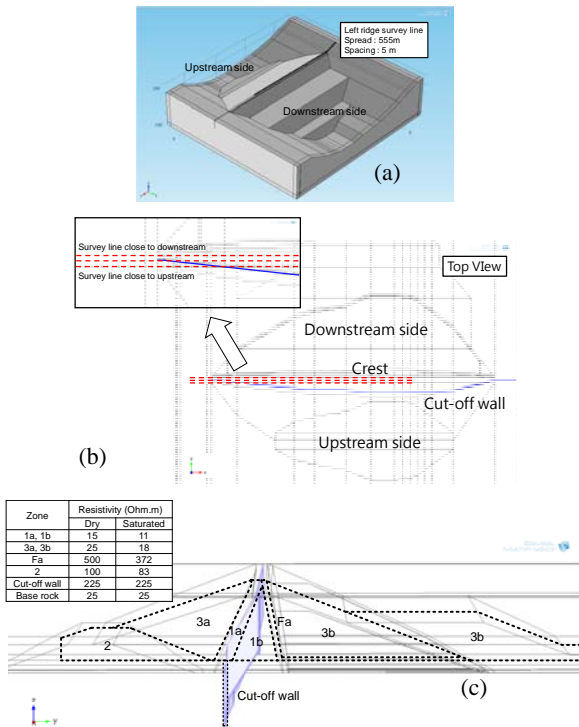 Left ridge survey line
Spread : 555m
Spacing : 5 m
Upstream side
Downstream side
(a)
Survey line close to downstream
Survey line close to upstream
Top VIew
Downstream side
Crest
Cut-off wall
Upstream side
(b)
Zone Resistivity (Ohm.m)
Dry Saturated
1a, 1b 15 11
3a, 3b 25 18
Fa 500 372
2 100 83
Cut-off wall 225 225
Base rock 25 25
3a 1a 1b Fa 3b 3b
2
Cut-off wall
(c)